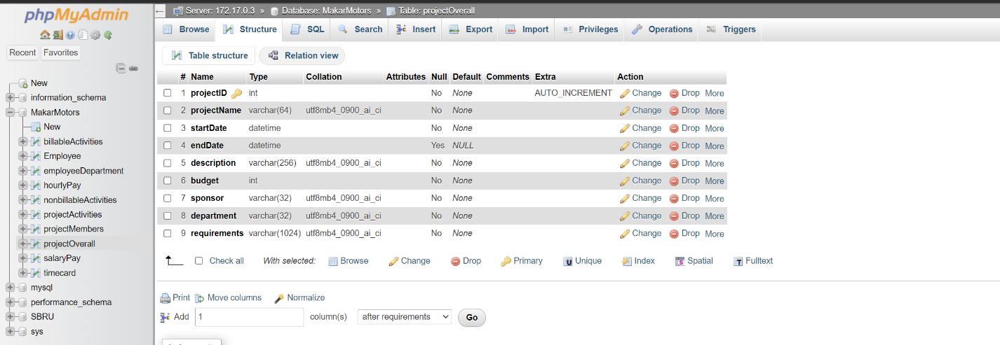 phpMyAdmin
Recent Favorites
New
information_schema
MakarMotors
New
billableActivities
Employee
employeeDepartment
hourlyPay
nonbillableActivities
projectActivities
projectMembers
projectOverall
salaryPay
timecard
mysql
performance_schema
SBRU
sys
Server: 172.17.0.3 » Database: MakarMotors » Table: projectOverall
Browse Structure SQL Search Insert Export Import Privileges Operations Triggers
Table structure Relation view
# Name Type Collation Attributes Null Default Comments Extra Action
1 projectID int No None AUTO_INCREMENT Change Drop More
2 projectName varchar(64) utf8mb4_0900_ai_ci No None Change Drop More
3 startDate datetime No None Change Drop More
4 endDate datetime Yes NULL Change Drop More
5 description varchar(256) utf8mb4_0900_ai_ci No None Change Drop More
6 budget int No None Change Drop More
7 sponsor varchar(32) utf8mb4_0900_ai_ci No None Change Drop More
8 department varchar(32) utf8mb4_0900_ai_ci No None Change Drop More
9 requirements varchar(1024) utf8mb4_0900_ai_ci No None Change Drop More
Check all With selected: Browse Change Drop Primary Unique Index Spatial Fulltext
Print Move columns Normalize
Add 1 column(s) after requirements Go